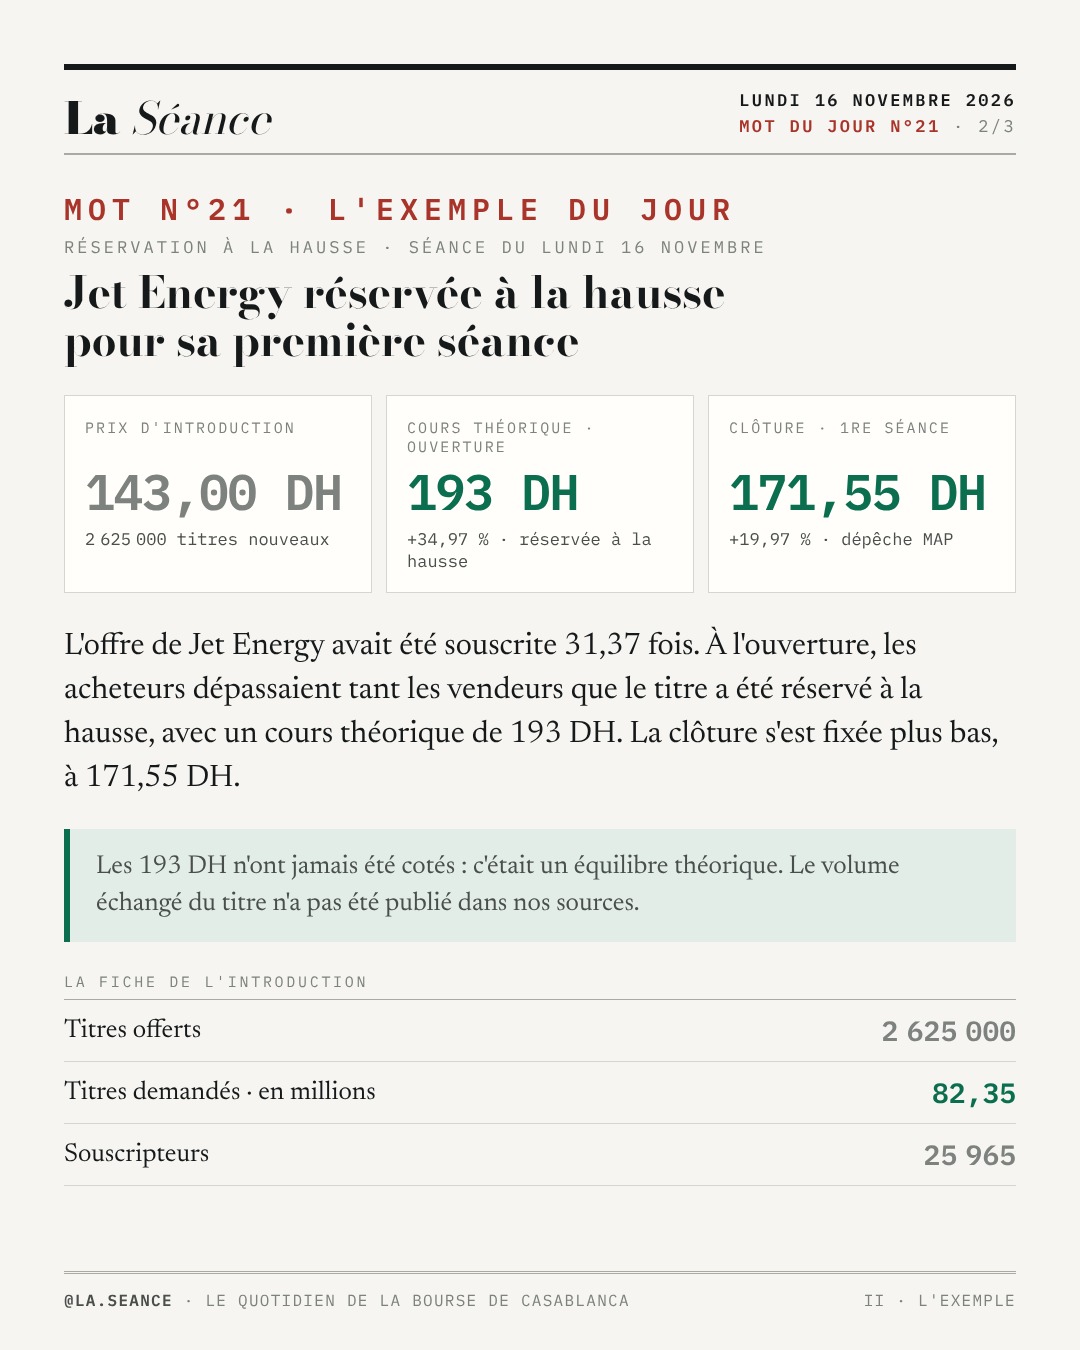 La Séance
LUNDI 16 NOVEMBRE 2026
MOT DU JOUR N°21 · 2/3
MOT N°21 · L'EXEMPLE DU JOUR
RÉSERVATION À LA HAUSSE · SÉANCE DU LUNDI 16 NOVEMBRE
Jet Energy réservée à la hausse
pour sa première séance
PRIX D'INTRODUCTION
143,00 DH
2 625 000 titres nouveaux
COURS THÉORIQUE ·
OUVERTURE
193 DH
+34,97 % · réservée à la
hausse
CLÔTURE · 1RE SÉANCE
171,55 DH
+19,97 % · dépêche MAP
L'offre de Jet Energy avait été souscrite 31,37 fois. À l'ouverture, les
acheteurs dépassaient tant les vendeurs que le titre a été réservé à la
hausse, avec un cours théorique de 193 DH. La clôture s'est fixée plus bas,
à 171,55 DH.
Les 193 DH n'ont jamais été cotés : c'était un équilibre théorique. Le volume
échangé du titre n'a pas été publié dans nos sources.
LA FICHE DE L'INTRODUCTION
Titres offerts 2 625 000
Titres demandés · en millions 82,35
Souscripteurs 25 965
@LA.SEANCE · LE QUOTIDIEN DE LA BOURSE DE CASABLANCA
II · L'EXEMPLE